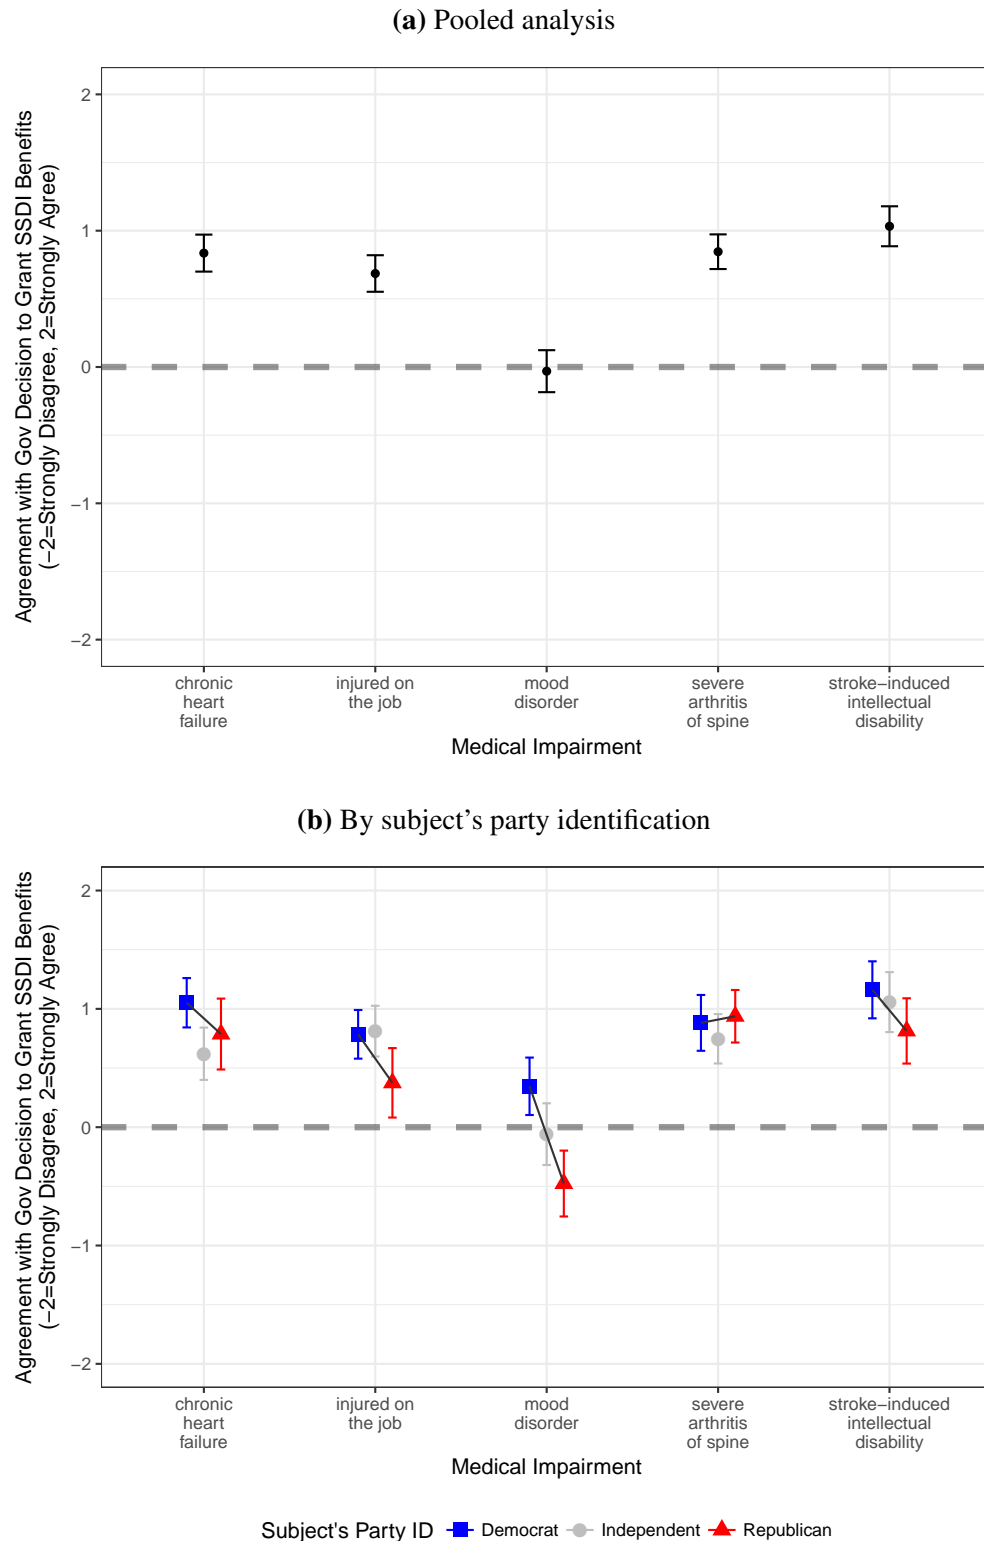 (a) Pooled analysis
Agreement with Gov Decision to Grant SSDI Benefits
(−2=Strongly Disagree, 2=Strongly Agree)
2
1
0
−1
−2
chronic
heart
failure
injured on
the job
mood
disorder
severe
arthritis
of spine
stroke−induced
intellectual
disability
Medical Impairment
(b) By subject’s party identification
Agreement with Gov Decision to Grant SSDI Benefits
(−2=Strongly Disagree, 2=Strongly Agree)
2
1
0
−1
−2
chronic
heart
failure
injured on
the job
mood
disorder
severe
arthritis
of spine
stroke−induced
intellectual
disability
Medical Impairment
Subject's Party ID Democrat Independent Republican